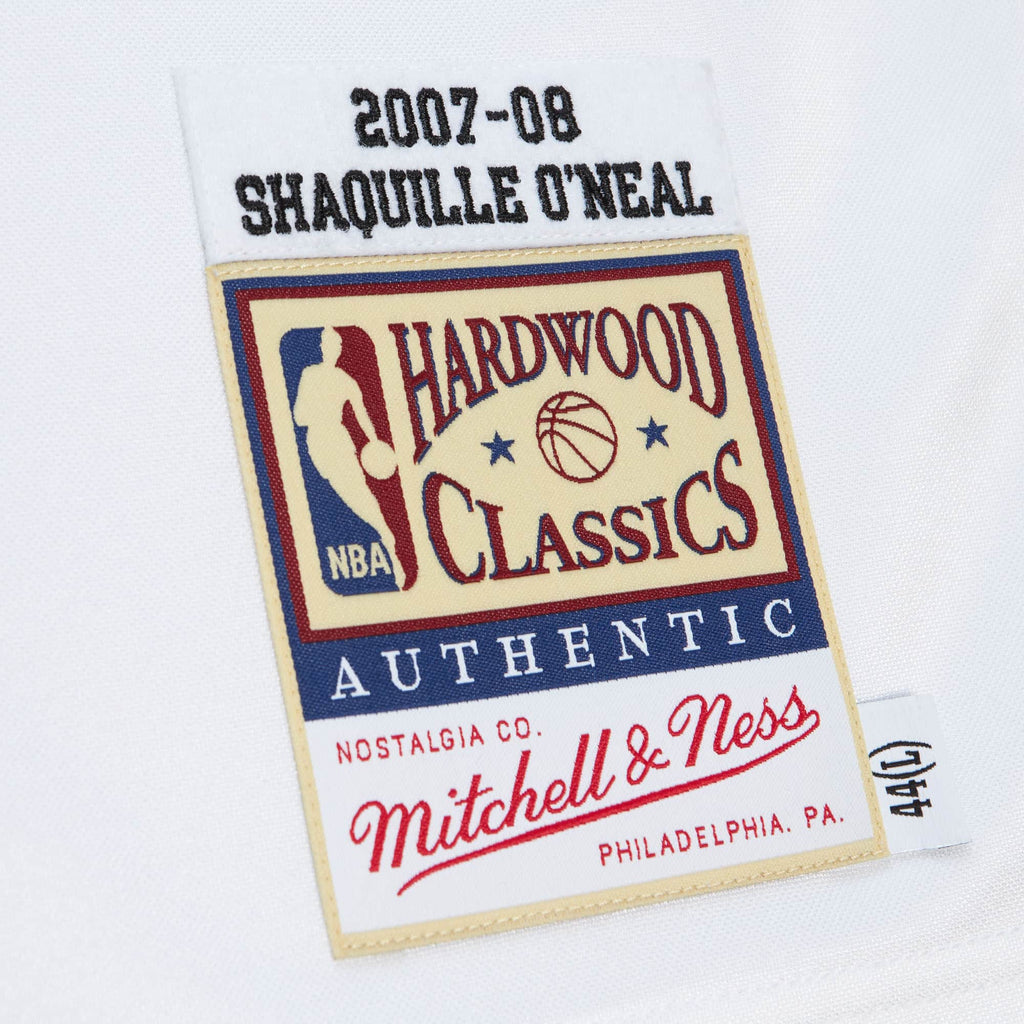 2007-08
SHAQUILLE O'NEAL
HARDWOOD
CLASSICS
NBA
AUTHENTIC
NOSTALGIA CO.
Mitchell & Ness
PHILADELPHIA. PA.
44(L)